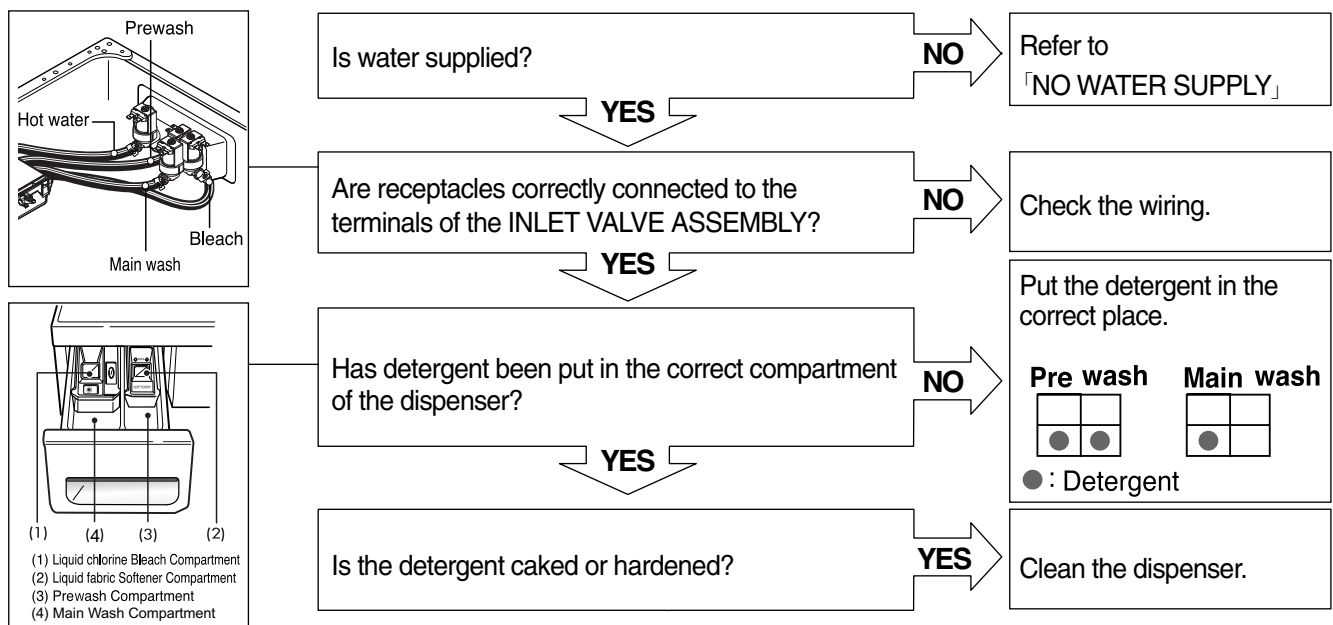 Prewash
Hot water
Bleach
Main wash
Is water supplied?
NO
Refer to
「NO WATER SUPPLY」
YES
Are receptacles correctly connected to the
terminals of the INLET VALVE ASSEMBLY?
NO
Check the wiring.
YES
SOFTENER
(1)
(4)
(3)
(2)
(1) Liquid chlorine Bleach Compartment
(2) Liquid fabric Softener Compartment
(3) Prewash Compartment
(4) Main Wash Compartment
Has detergent been put in the correct compartment
of the dispenser?
NO
Put the detergent in the
correct place.
Pre wash
Main wash
: Detergent
YES
Is the detergent caked or hardened?
YES
Clean the dispenser.